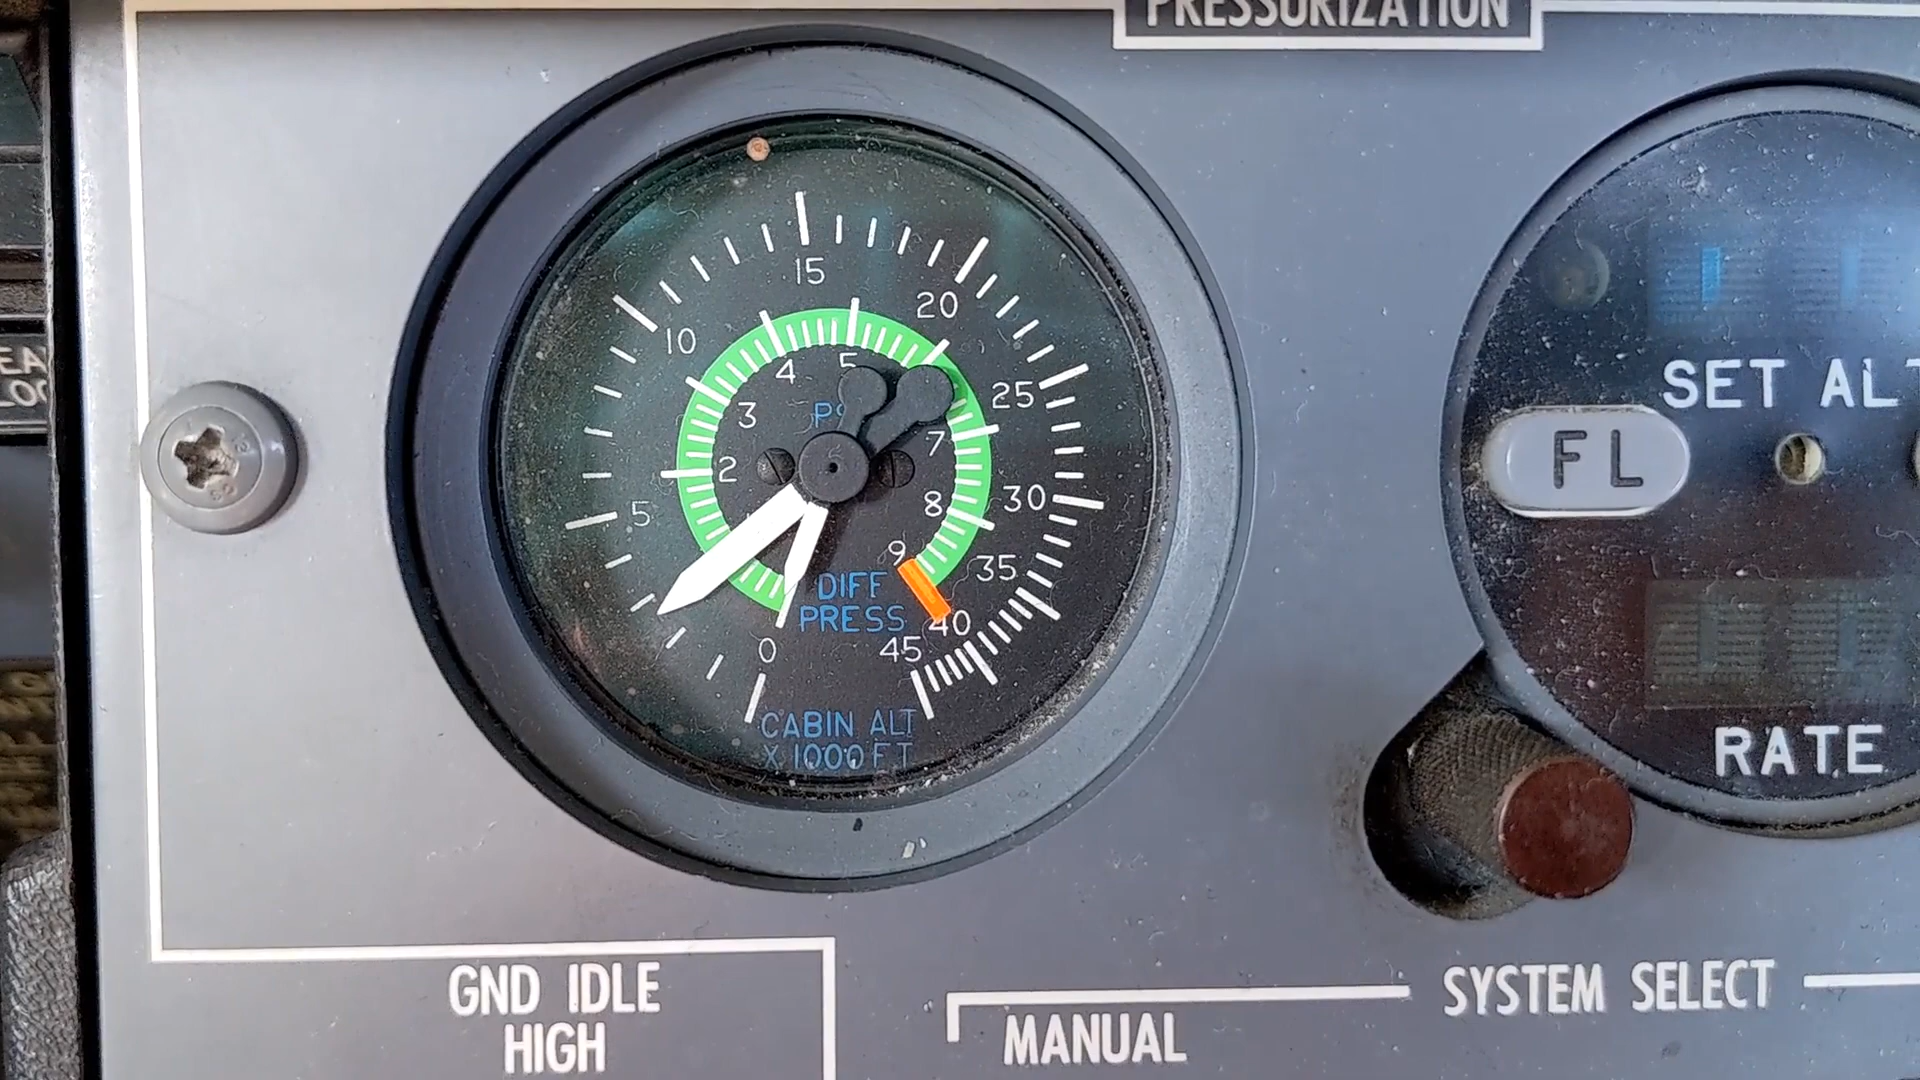 PRESSURIZATION
15
20
10
4
5
25
3
PS
7
2
5
8
30
9
35
DIFF
PRESS
40
0
45
CABIN ALT
X 1000 FT
SET ALT
FL
RATE
GND IDLE
HIGH
SYSTEM SELECT
MANUAL